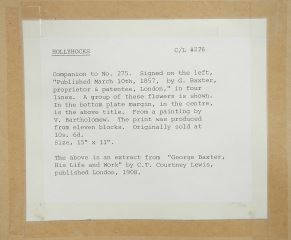 HOLLYHOCKS C/L #276
Companion to No. 275. Signed on the left,
"Published March 10th, 1857, by G. Baxter,
proprietor & patentee, London," in four
lines. A group of these flowers is shown.
In the bottom plate margin, in the centre,
is the above title. From a painting by
V. Bartholomew. The print was produced
from eleven blocks. Originally sold at
10s. 6d.
Size, 15" x 11".
The above is an extract from "George Baxter,
His Life and Work" by C.T. Courtney Lewis,
published London, 1908.